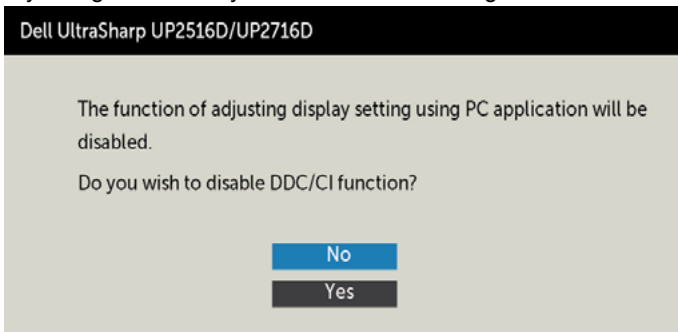 Dell UltraSharp UP2516D/UP2716D
The function of adjusting display setting using PC application will be
disabled.
Do you wish to disable DDC/CI function?
No
Yes